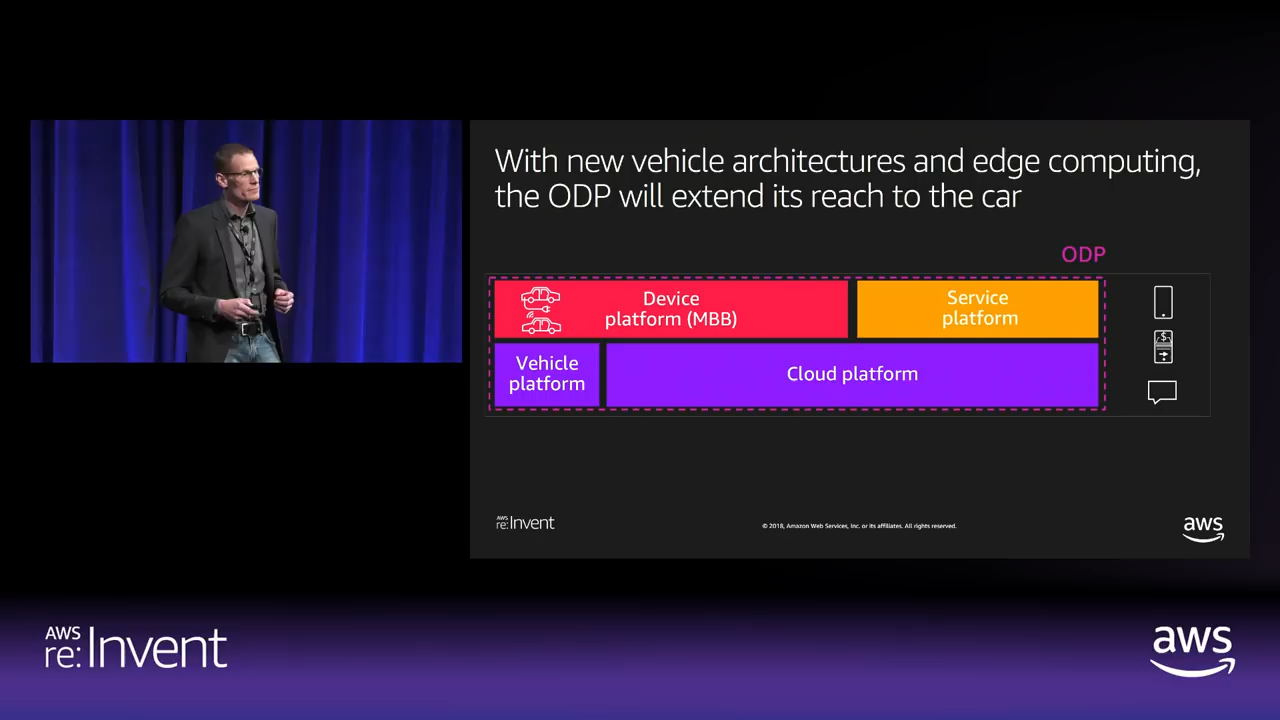 With new vehicle architectures and edge computing,
the ODP will extend its reach to the car
ODP
Device
platform (MBB)
Service
platform
Vehicle
platform
Cloud platform
$
AWS
re:Invent
© 2018, Amazon Web Services, Inc. or its affiliates. All rights reserved.
aws
AWS
re:Invent
aws